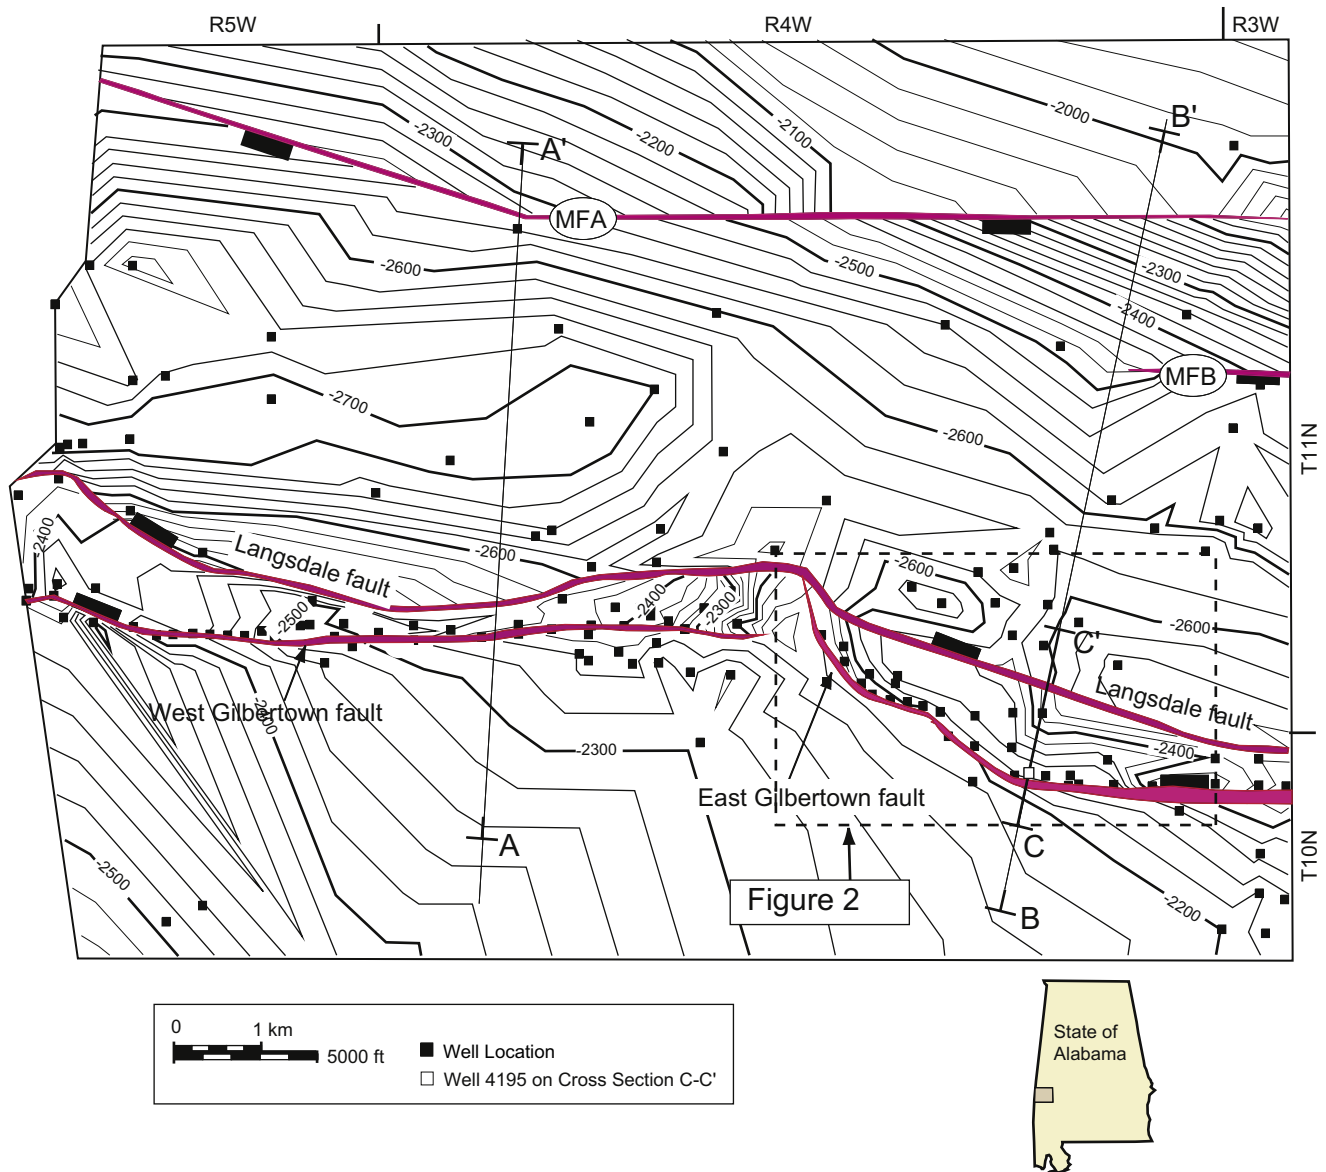 R5W
R4W
R3W
-2000
B'
-2100
-2300
-2200
A'
MFA
-2600
-2500
-2300
-2400
MFB
-2700
-2600
T11N
-2400
Langsdale fault
-2600
-2600
-2400
-2300
-2500
-2600
C'
West Gilbertown fault
-2400
Langsdale fault
-2300
-2400
East Gilbertown fault
A
C
T10N
-2500
Figure 2
B
-2200
0 1 km
5000 ft
Well Location
Well 4195 on Cross Section C-C'
State of
Alabama